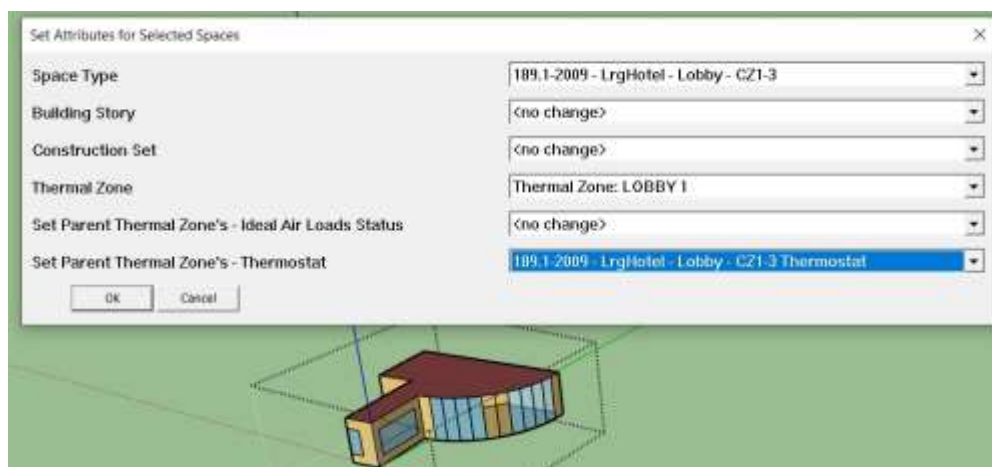 Set Attributes for Selected Spaces
Space Type 189.1-2009 - LrgHotel - Lobby - CZ1-3
Building Story <no change>
Construction Set <no change>
Thermal Zone Thermal Zone: LOBBY 1
Set Parent Thermal Zone's - Ideal Air Loads Status <no change>
Set Parent Thermal Zone's - Thermostat 189.1-2009 - LrgHotel - Lobby - CZ1-3 Thermostat
OK Cancel